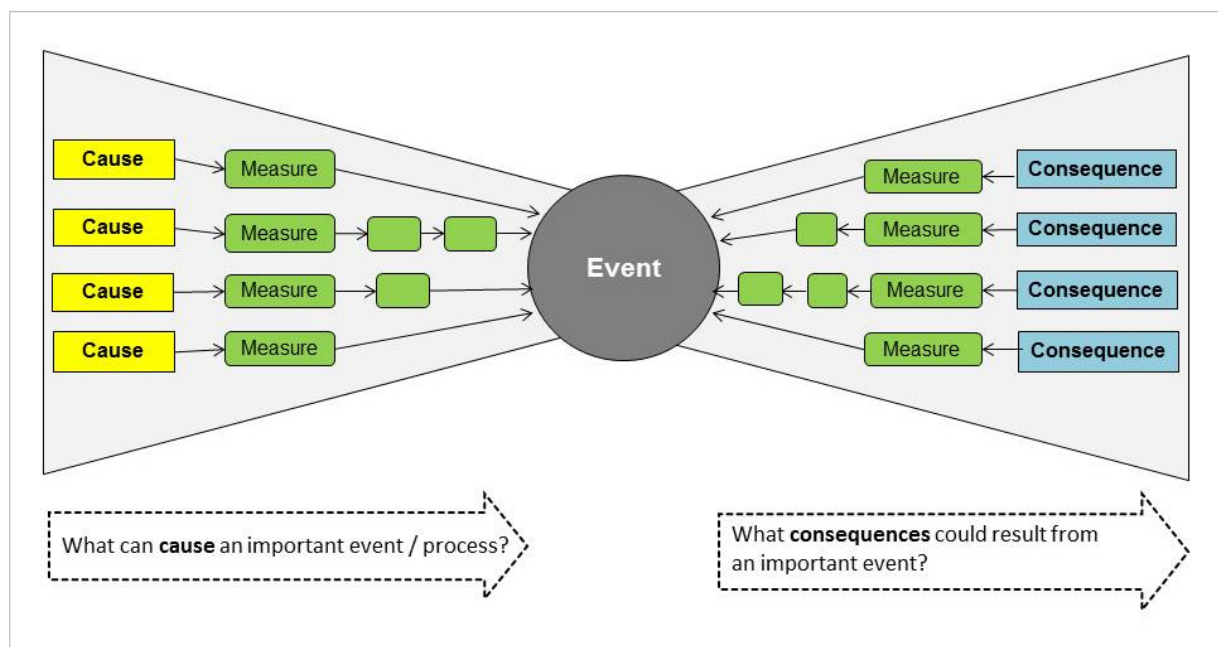 Cause
Measure
Cause
Measure
Cause
Measure
Cause
Measure
Event
Measure
Consequence
Measure
Consequence
Measure
Consequence
Measure
Consequence
What can cause an important event / process?
What consequences could result from
an important event?